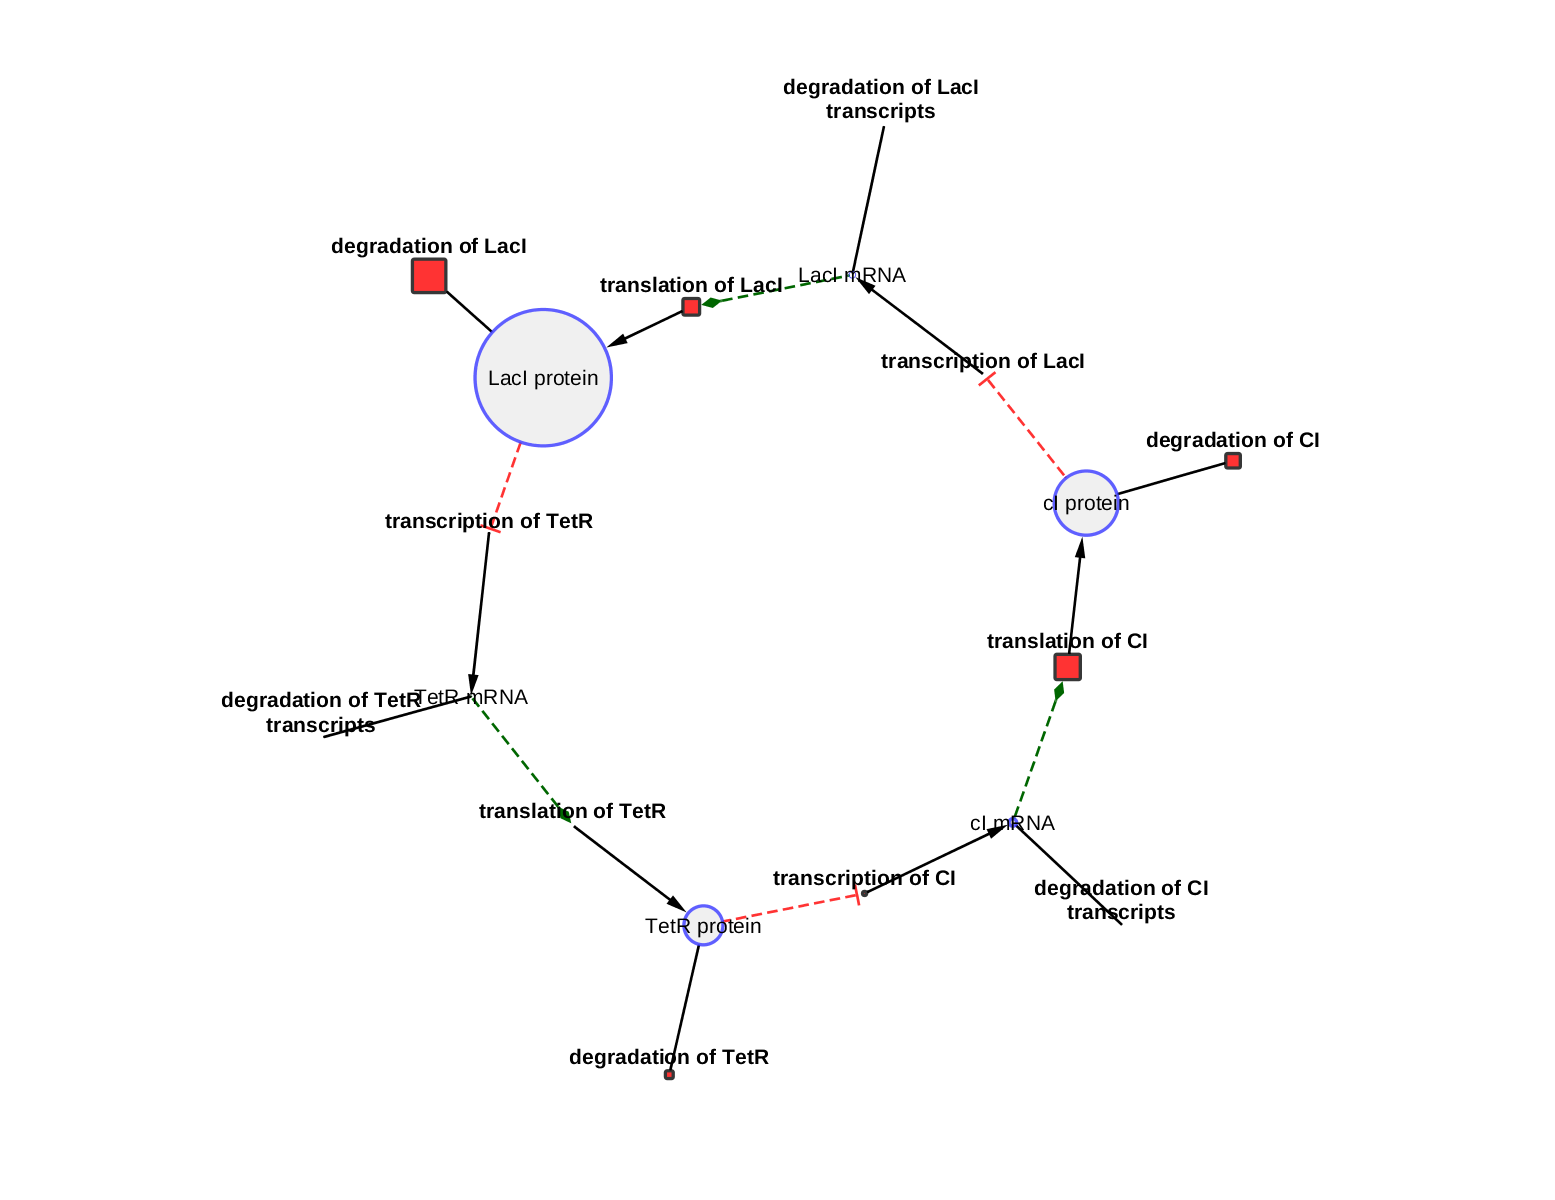 degradation of LacI
transcripts
degradation of LacI
LacI mRNA
translation of LacI
transcription of LacI
LacI protein
degradation of CI
cI protein
transcription of TetR
translation of CI
degradation of TetR
transcripts
TetR mRNA
translation of TetR
cI mRNA
transcription of CI
degradation of CI
transcripts
TetR protein
degradation of TetR